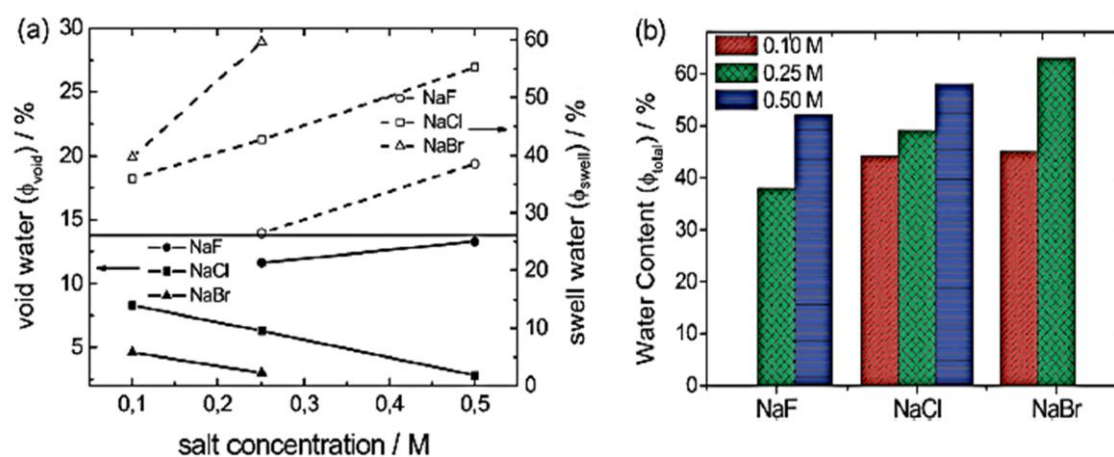 (a)
30
25
20
15
10
5
void water (ϕvoid) / %
60
50
40
30
20
10
0
swell water (ϕswell) / %
NaF
NaCl
NaBr
NaF
NaCl
NaBr
0,1 0,2 0,3 0,4 0,5
salt concentration / M
(b)
0.10 M
0.25 M
0.50 M
60
50
40
30
20
10
0
Water Content (ϕtotal) / %
NaF NaCl NaBr